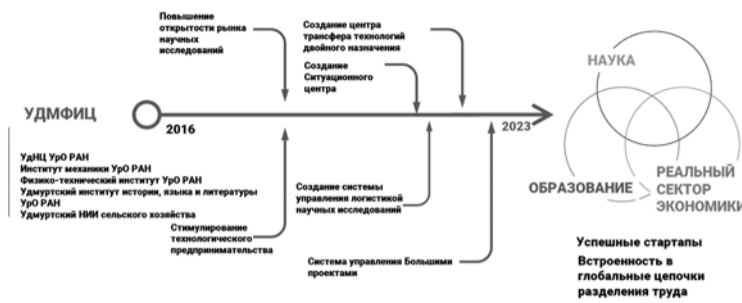 Повышение
открытости рынка
научных
исследований
Создание центра
трансфера технологий
двойного назначения
Создание
Ситуационного
центра
УДМФИЦ
2016
2023
УдНЦ УрО РАН
Институт механики УрО РАН
Физико-технический институт УрО РАН
Удмуртский институт истории, языка и литературы
УрО РАН
Удмуртский НИИ сельского хозяйства
Стимулирование
технологического
предпринимательства
Создание системы
управления логистикой
научных исследований
Система управления Большими
проектами
НАУКА
ОБРАЗОВАНИЕ
РЕАЛЬНЫЙ
СЕКТОР
ЭКОНОМИКИ
Успешные стартапы
Встроенность в
глобальные цепочки
разделения труда